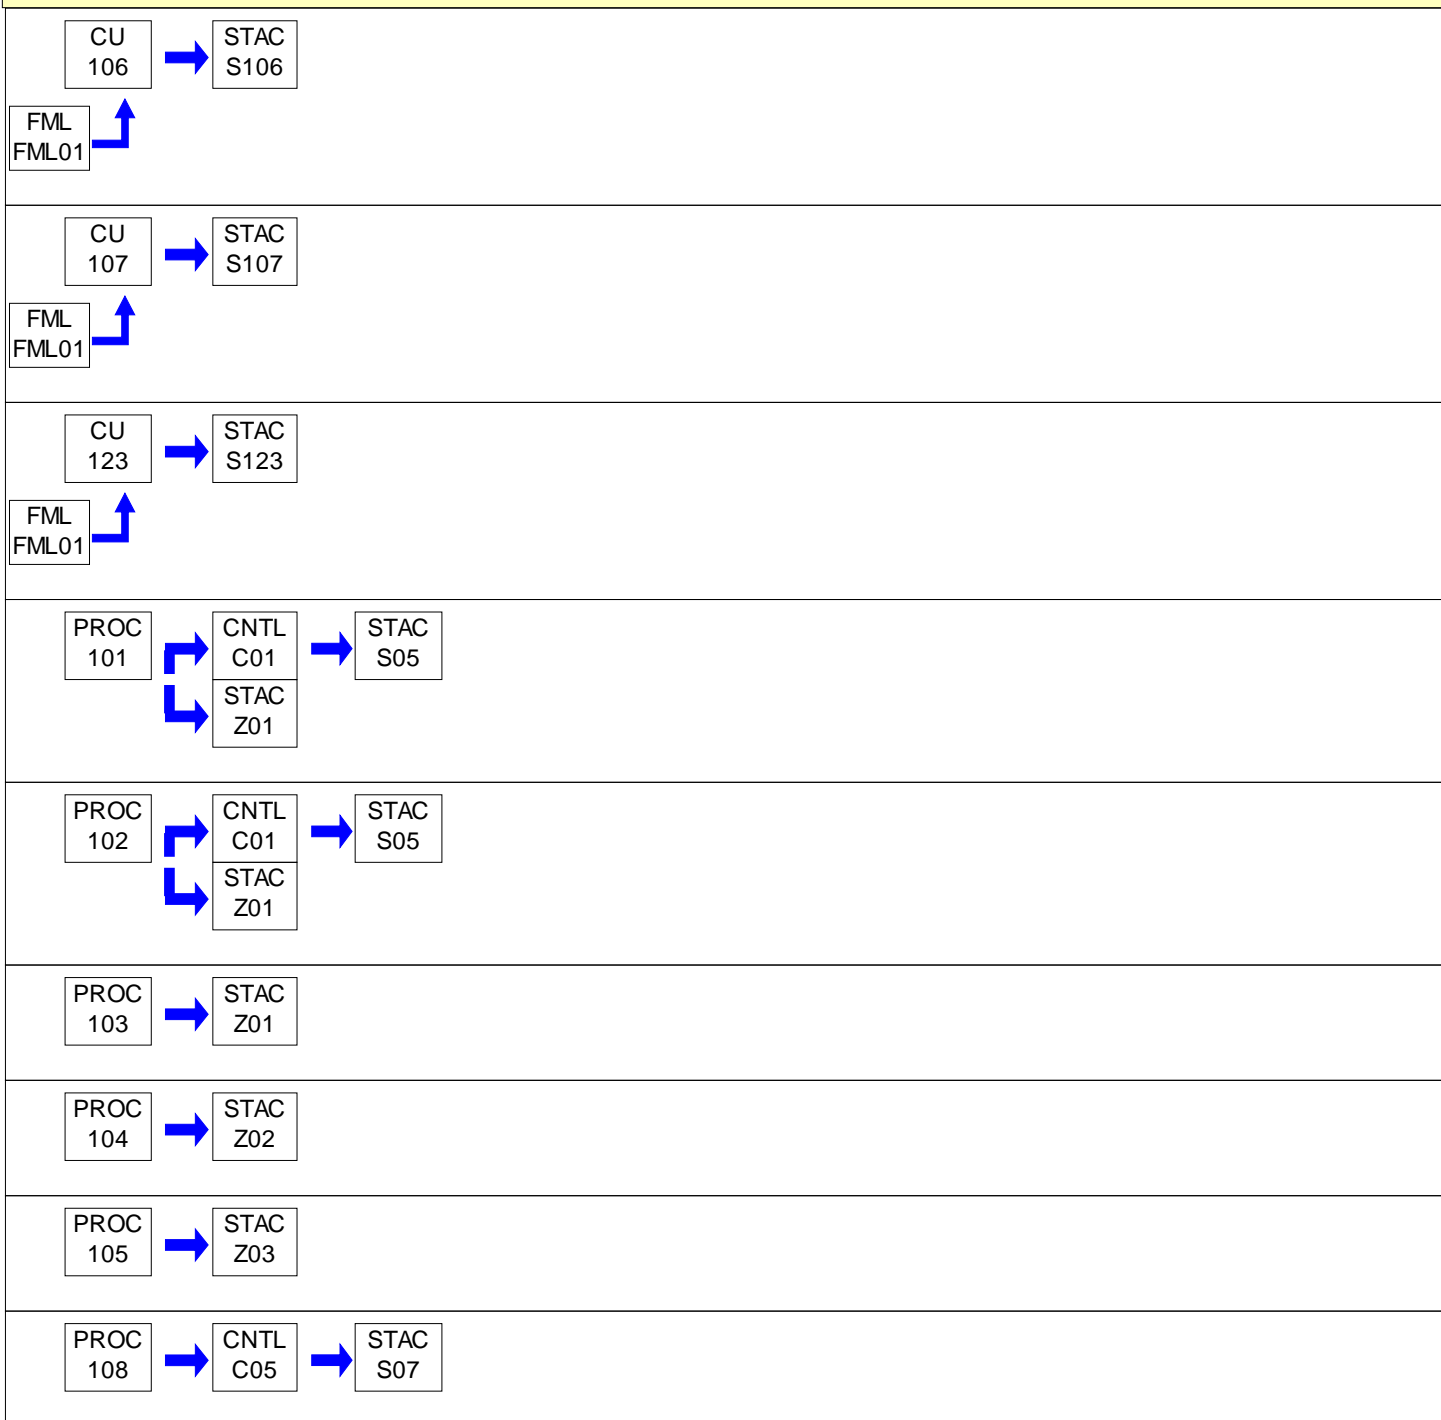 CU
106
STAC
S106
FML
FML01
CU
107
STAC
S107
FML
FML01
CU
123
STAC
S123
FML
FML01
PROC
101
CNTL
C01
STAC
S05
STAC
Z01
PROC
102
CNTL
C01
STAC
S05
STAC
Z01
PROC
103
STAC
Z01
PROC
104
STAC
Z02
PROC
105
STAC
Z03
PROC
108
CNTL
C05
STAC
S07